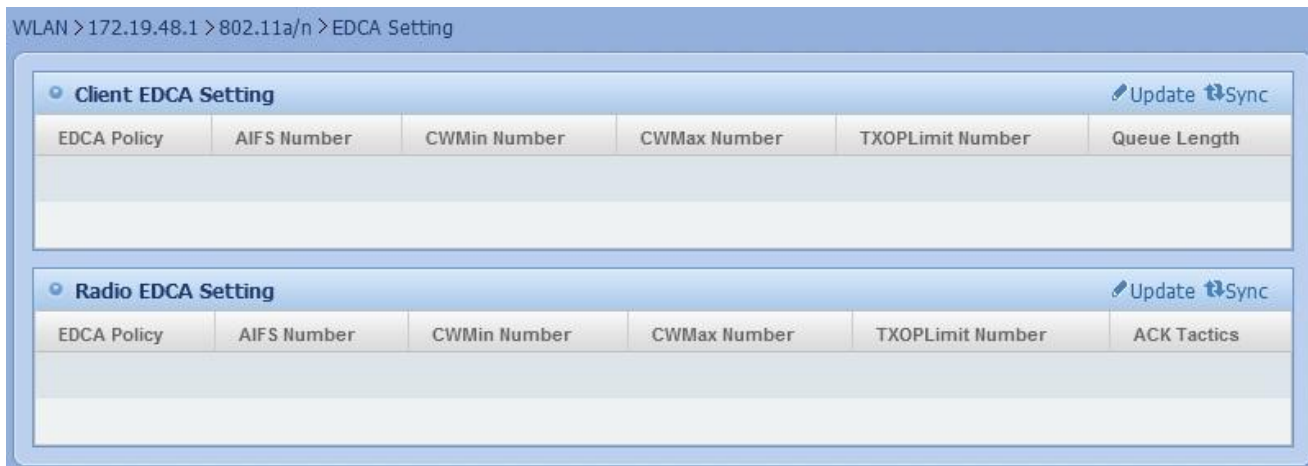 WLAN > 172.19.48.1 > 802.11a/n > EDCA Setting
Client EDCA Setting Update Sync
EDCA Policy AIFS Number CWMin Number CWMax Number TXOPLimit Number Queue Length
Radio EDCA Setting Update Sync
EDCA Policy AIFS Number CWMin Number CWMax Number TXOPLimit Number ACK Tactics